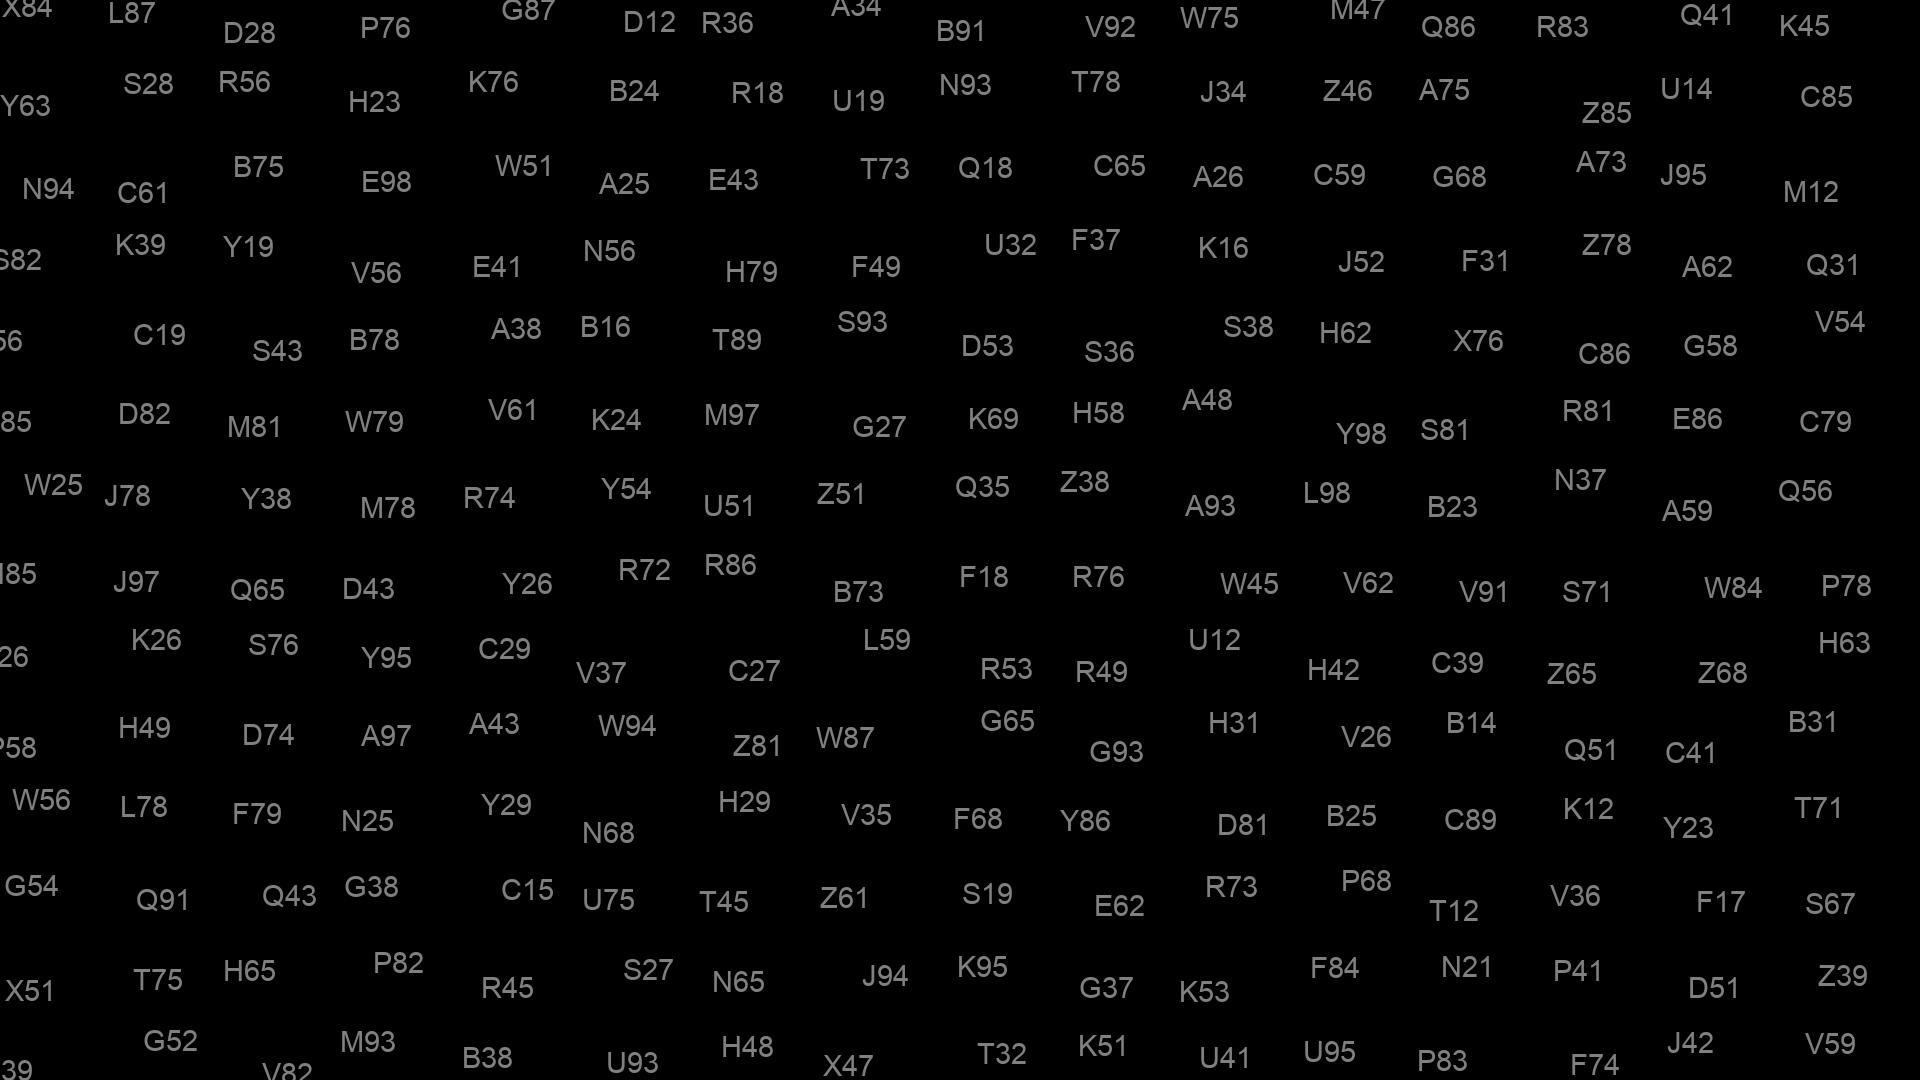 X84 L87 D28 P76 G87 D12 R36 A34 B91 V92 W75 M47 Q86 R83 Q41 K45
Y63 S28 R56 H23 K76 B24 R18 U19 N93 T78 J34 Z46 A75 Z85 U14 C85
N94 C61 B75 E98 W51 A25 E43 T73 Q18 C65 A26 C59 G68 A73 J95 M12
S82 K39 Y19 V56 E41 N56 H79 F49 U32 F37 K16 J52 F31 Z78 A62 Q31
56 C19 S43 B78 A38 B16 T89 S93 D53 S36 S38 H62 X76 C86 G58 V54
85 D82 M81 W79 V61 K24 M97 G27 K69 H58 A48 Y98 S81 R81 E86 C79
W25 J78 Y38 M78 R74 Y54 U51 Z51 Q35 Z38 A93 L98 B23 N37 A59 Q56
85 J97 Q65 D43 Y26 R72 R86 B73 F18 R76 W45 V62 V91 S71 W84 P78
26 K26 S76 Y95 C29 V37 C27 L59 R53 R49 U12 H42 C39 Z65 Z68 H63
P58 H49 D74 A97 A43 W94 Z81 W87 G65 G93 H31 V26 B14 Q51 C41 B31
W56 L78 F79 N25 Y29 N68 H29 V35 F68 Y86 D81 B25 C89 K12 Y23 T71
G54 Q91 Q43 G38 C15 U75 T45 Z61 S19 E62 R73 P68 T12 V36 F17 S67
X51 T75 H65 P82 R45 S27 N65 J94 K95 G37 K53 F84 N21 P41 D51 Z39
39 G52 V82 M93 B38 U93 H48 X47 T32 K51 U41 U95 P83 F74 J42 V59